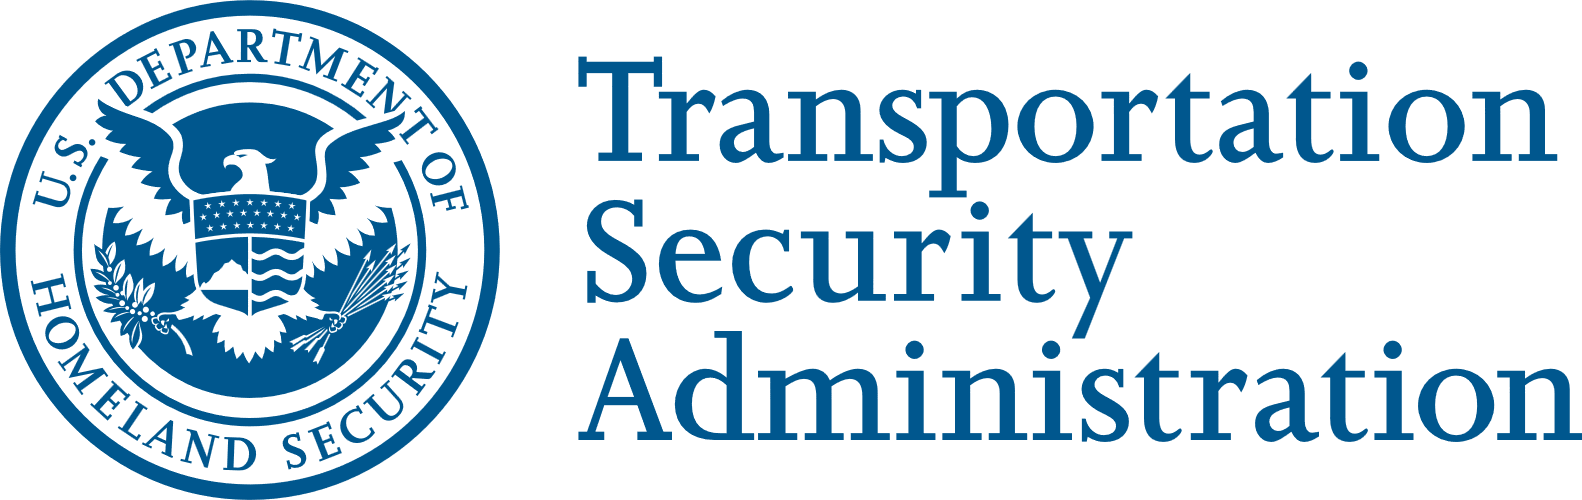 U.S. DEPARTMENT OF
HOMELAND SECURITY
Transportation
Security
Administration